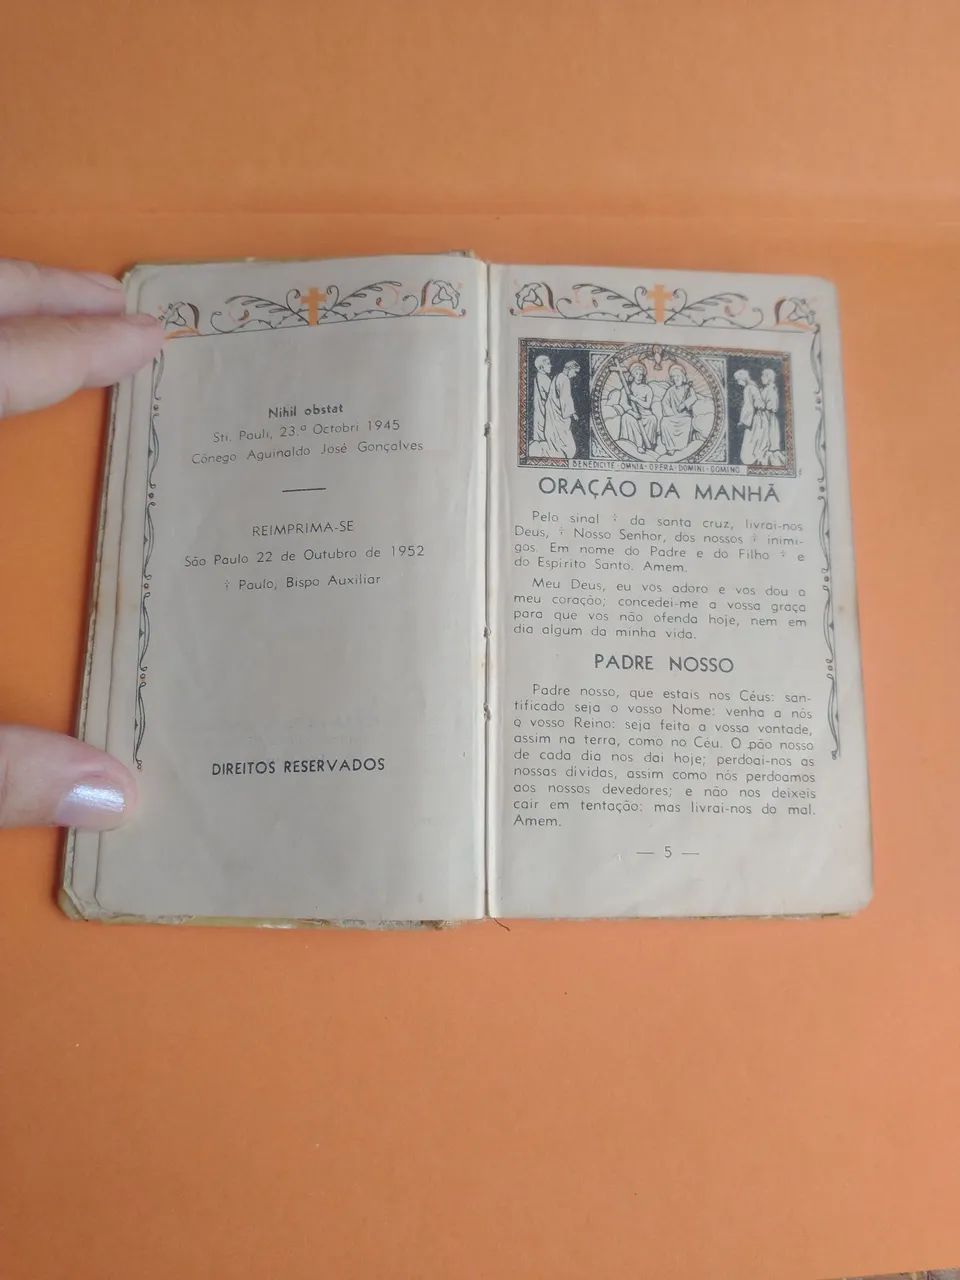 Nihil obstat
Sti. Pauli, 23.º Octobri 1945
Cônego Aguinaldo José Gonçalves
REIMPRIMA-SE
São Paulo 22 de Outubro de 1952
† Paulo, Bispo Auxiliar
DIREITOS RESERVADOS
BENEDICITE · OMNIA · OPERA · DOMINI · DOMINO
ORAÇÃO DA MANHÃ
Pelo sinal † da santa cruz, livrai-nos
Deus, † Nosso Senhor, dos nossos † inimi-
gos. Em nome do Padre e do Filho † e
do Espírito Santo. Amem.
Meu Deus, eu vos adoro e vos dou o
meu coração; concedei-me a vossa graça
para que vos não ofenda hoje, nem em
dia algum da minha vida.
PADRE NOSSO
Padre nosso, que estais nos Céus: san-
tificado seja o vosso Nome: venha a nós
o vosso Reino: seja feita a vossa vontade,
assim na terra, como no Céu. O pão nosso
de cada dia nos dai hoje; perdoai-nos as
nossas dívidas, assim como nós perdoamos
aos nossos devedores; e não nos deixeis
cair em tentação: mas livrai-nos do mal.
Amem.
— 5 —